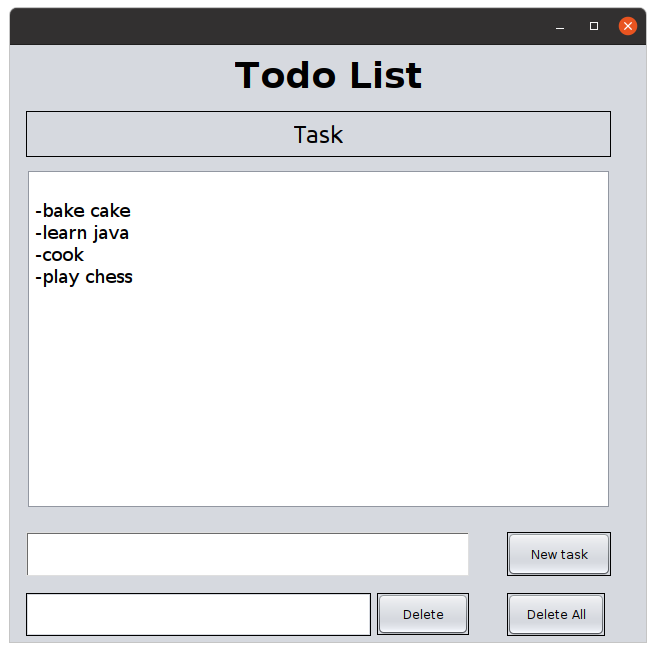 Todo List
Task
-bake cake
-learn java
-cook
-play chess
New task
Delete
Delete All